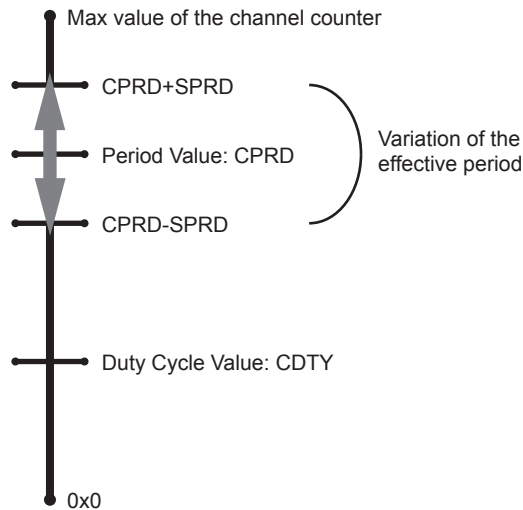 Max value of the channel counter
CPRD+SPRD
Period Value: CPRD
Variation of the
effective period
CPRD-SPRD
Duty Cycle Value: CDTY
0x0